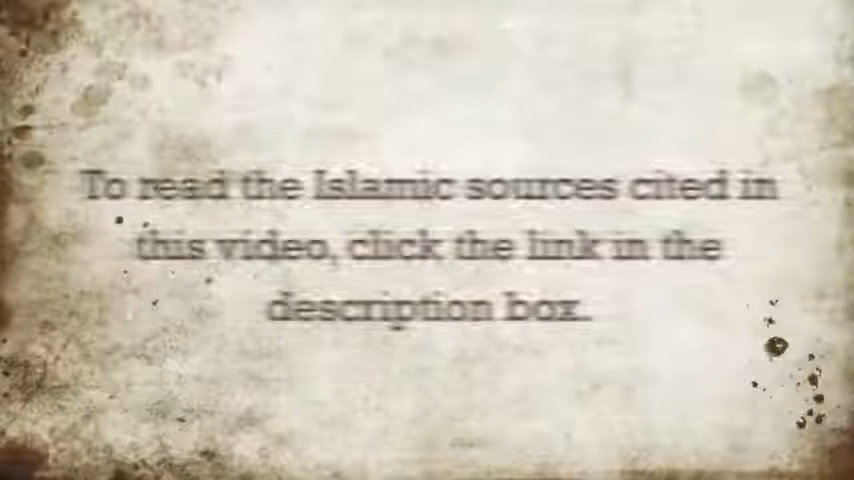 To read the Islamic sources cited in
this video, click the link in the
description box.